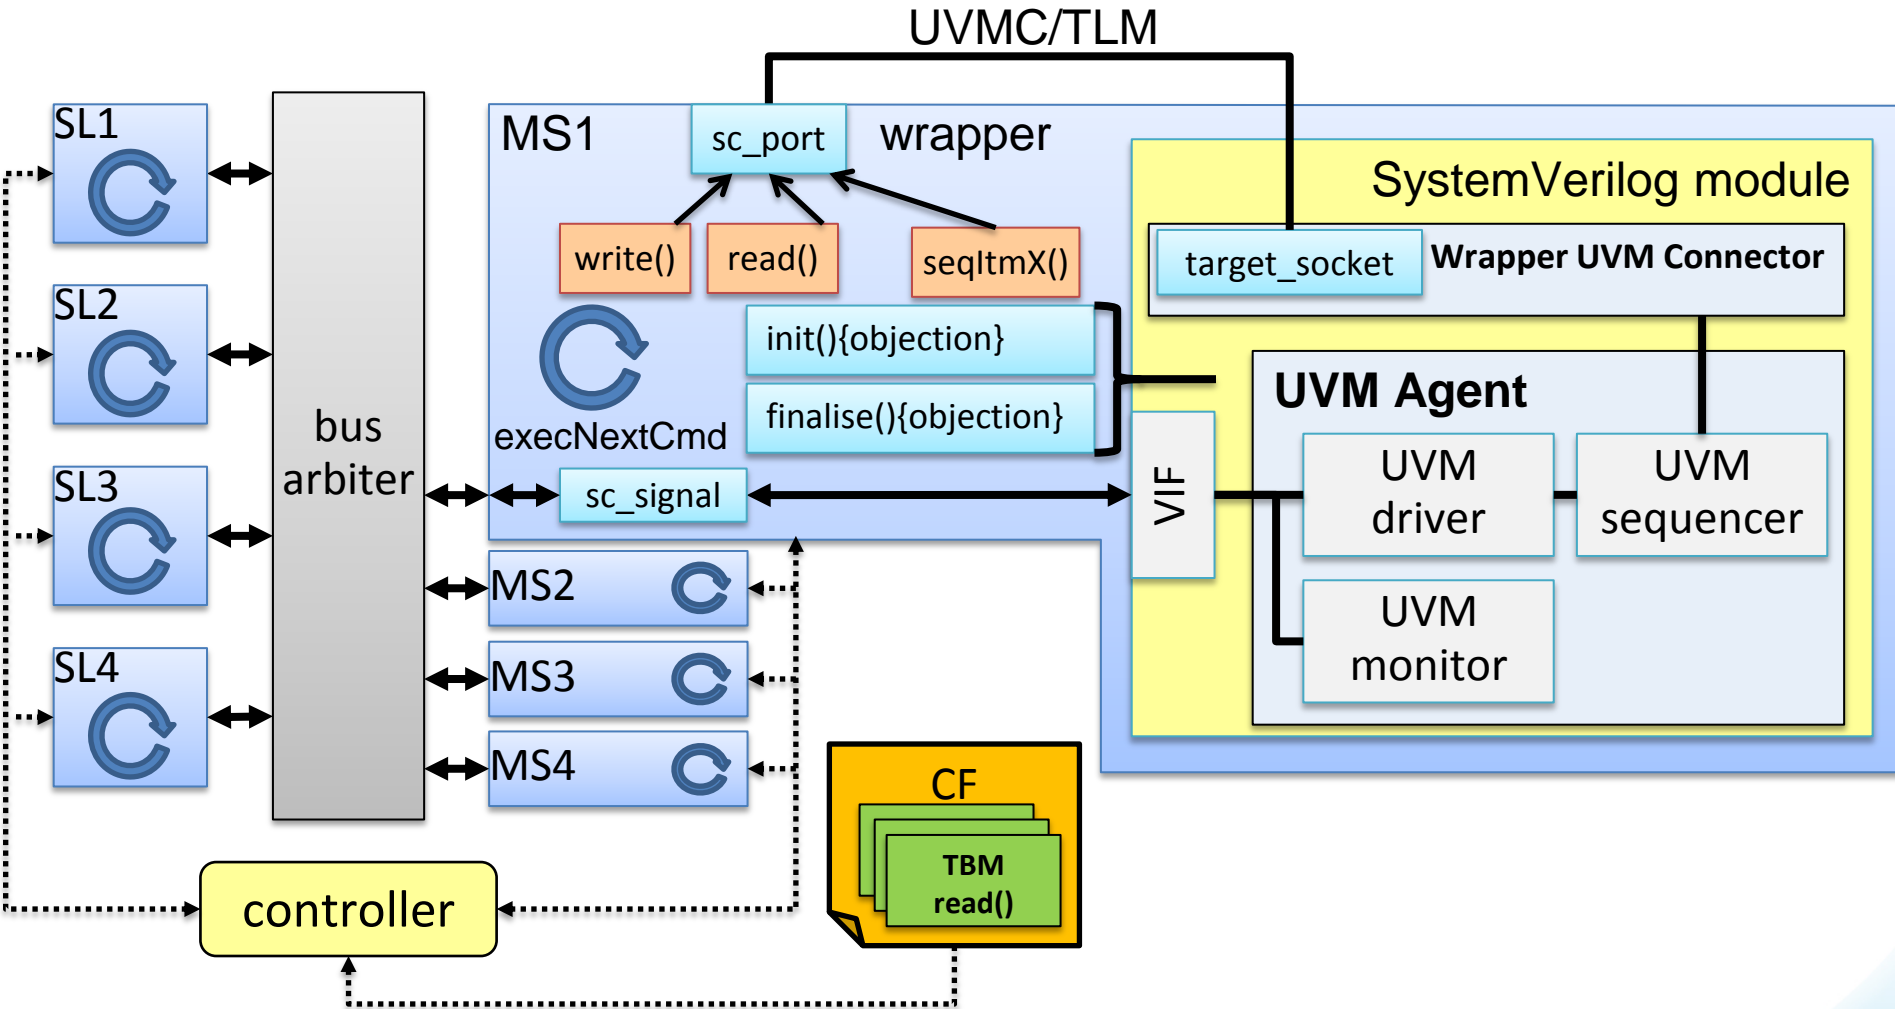 UVMC/TLM
SL1
SL2
SL3
SL4
bus
arbiter
MS1
sc_port
wrapper
write()
read()
seqItmX()
init(){objection}
finalise(){objection}
execNextCmd
sc_signal
SystemVerilog module
target_socket
Wrapper UVM Connector
UVM Agent
VIF
UVM
driver
UVM
sequencer
UVM
monitor
MS2
MS3
MS4
CF
TBM
read()
controller